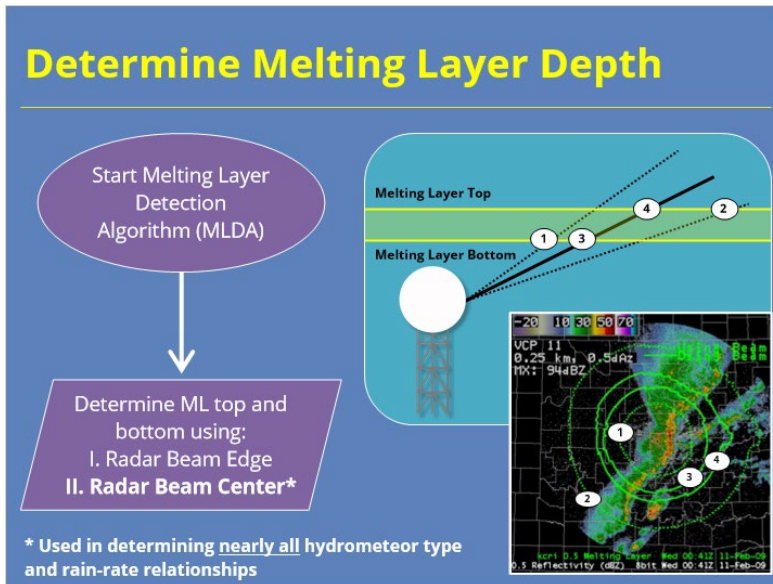 Determine Melting Layer Depth
Start Melting Layer
Detection
Algorithm (MLDA)
Determine ML top and
bottom using:
I. Radar Beam Edge
II. Radar Beam Center*
* Used in determining nearly all hydrometeor type
and rain-rate relationships
Melting Layer Top
4
2
1
3
Melting Layer Bottom
-20 10 30 50 70
VCP 11
0.25 km, 0.5dAz
MX: 94dBZ
Beam
Beam
1
4
3
2
kcri 0.5 Melting Layer Wed 00:41Z 11-Feb-09
0.5 Reflectivity (dBZ) 8bit Wed 00:41Z 11-Feb-09